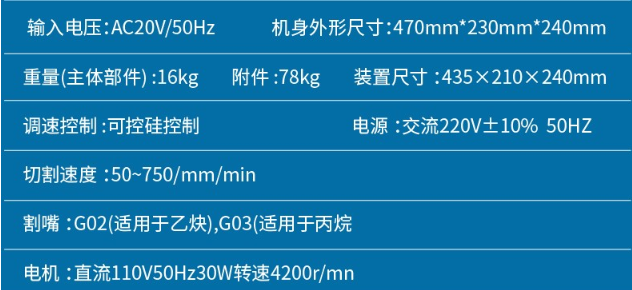 输入电压:AC20V/50Hz 机身外形尺寸:470mm*230mm*240mm
重量(主体部件):16kg 附件:78kg 装置尺寸:435×210×240mm
调速控制:可控硅控制 电源:交流220V±10% 50HZ
切割速度:50~750/mm/min
割嘴:G02(适用于乙炔),G03(适用于丙烷
电机:直流110V50Hz30W转速4200r/mn